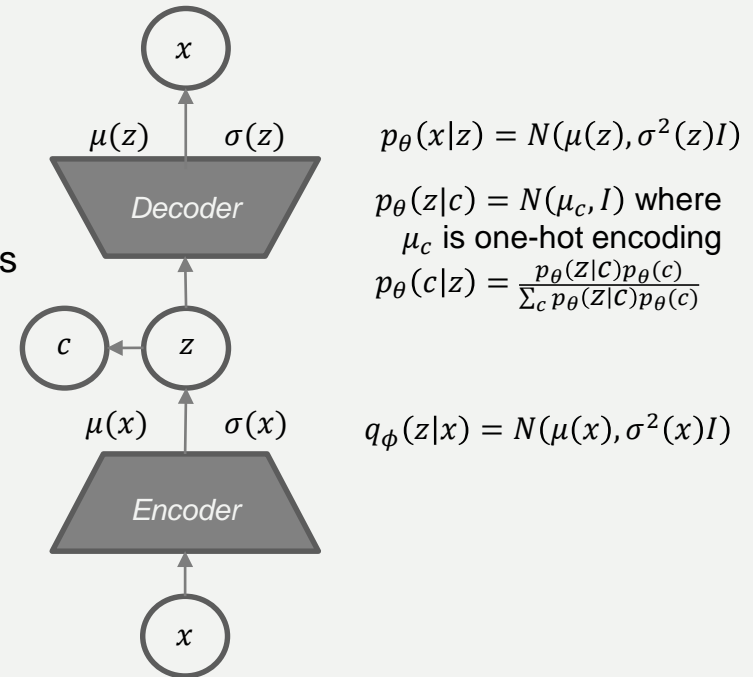 x
μ(z) σ(z) p_θ(x|z) = N(μ(z), σ²(z)I)
Decoder
p_θ(z|c) = N(μ_c, I) where
μ_c is one-hot encoding
s
p_θ(c|z) = p_θ(z|c)p_θ(c) / ∑_c p_θ(z|c)p_θ(c)
c z
μ(x) σ(x) q_ϕ(z|x) = N(μ(x), σ²(x)I)
Encoder
x